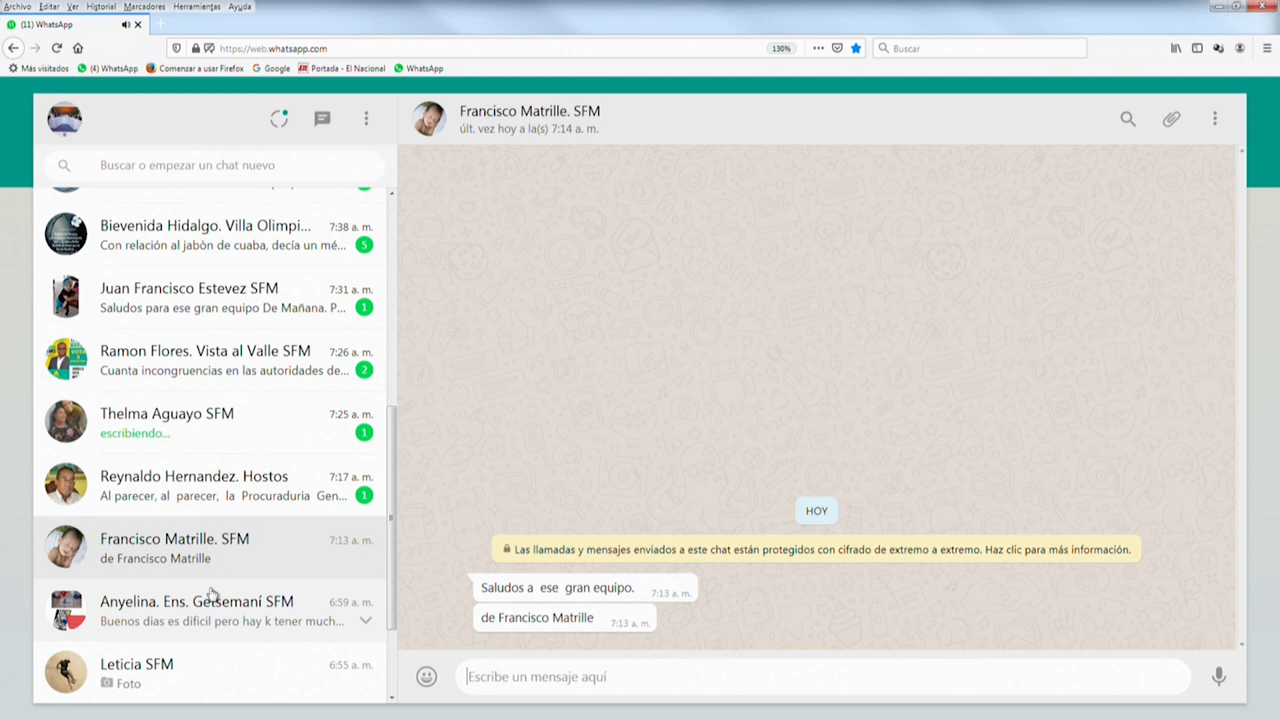 Archivo Editar Ver Historial Marcadores Herramientas Ayuda
(11) WhatsApp
https://web.whatsapp.com
130%
Buscar
Más visitados
(4) WhatsApp
Comenzar a usar Firefox
Google
Portada - El Nacional
WhatsApp
Buscar o empezar un chat nuevo
Bievenida Hidalgo. Villa Olimpi... 7:38 a. m.
Con relación al jabòn de cuaba, decía un mé... 5
Juan Francisco Estevez SFM 7:31 a. m.
Saludos para ese gran equipo De Mañana. P... 1
Ramon Flores. Vista al Valle SFM 7:26 a. m.
Cuanta incongruencias en las autoridades de... 2
Thelma Aguayo SFM 7:25 a. m.
escribiendo... 1
Reynaldo Hernandez. Hostos 7:17 a. m.
Al parecer, al parecer, la Procuraduria Gen... 1
Francisco Matrille. SFM 7:13 a. m.
de Francisco Matrille
Anyelina. Ens. Getsemaní SFM 6:59 a. m.
Buenos dias es dificil pero hay k tener much...
Leticia SFM 6:55 a. m.
Foto
Francisco Matrille. SFM
últ. vez hoy a la(s) 7:14 a. m.
HOY
Las llamadas y mensajes enviados a este chat están protegidos con cifrado de extremo a extremo. Haz clic para más información.
Saludos a ese gran equipo. 7:13 a. m.
de Francisco Matrille 7:13 a. m.
Escribe un mensaje aquí